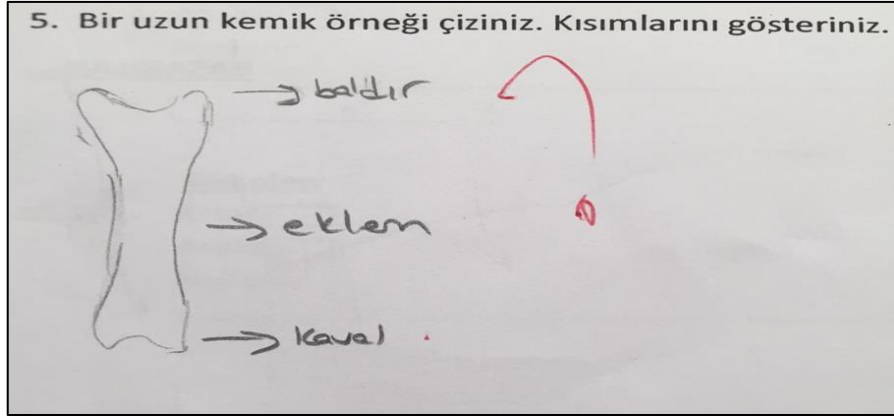 5. Bir uzun kemik örneği çiziniz. Kısımlarını gösteriniz.
baldır
eklem
kaval
0